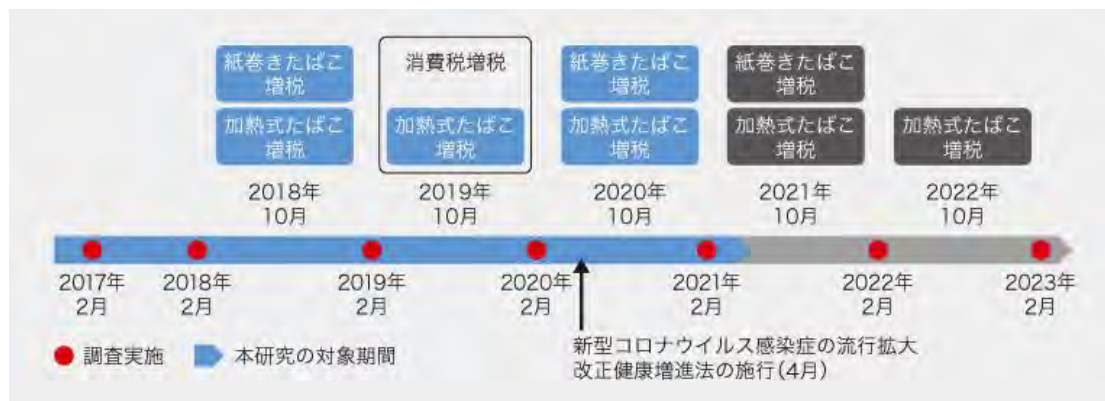 紙巻きたばこ
増税
消費税増税
紙巻きたばこ
増税
紙巻きたばこ
増税
加熱式たばこ
増税
加熱式たばこ
増税
加熱式たばこ
増税
加熱式たばこ
増税
加熱式たばこ
増税
2018年
10月
2019年
10月
2020年
10月
2021年
10月
2022年
10月
2017年
2月
2018年
2月
2019年
2月
2020年
2月
2021年
2月
2022年
2月
2023年
2月
調査実施
本研究の対象期間
新型コロナウイルス感染症の流行拡大
改正健康増進法の施行(4月)